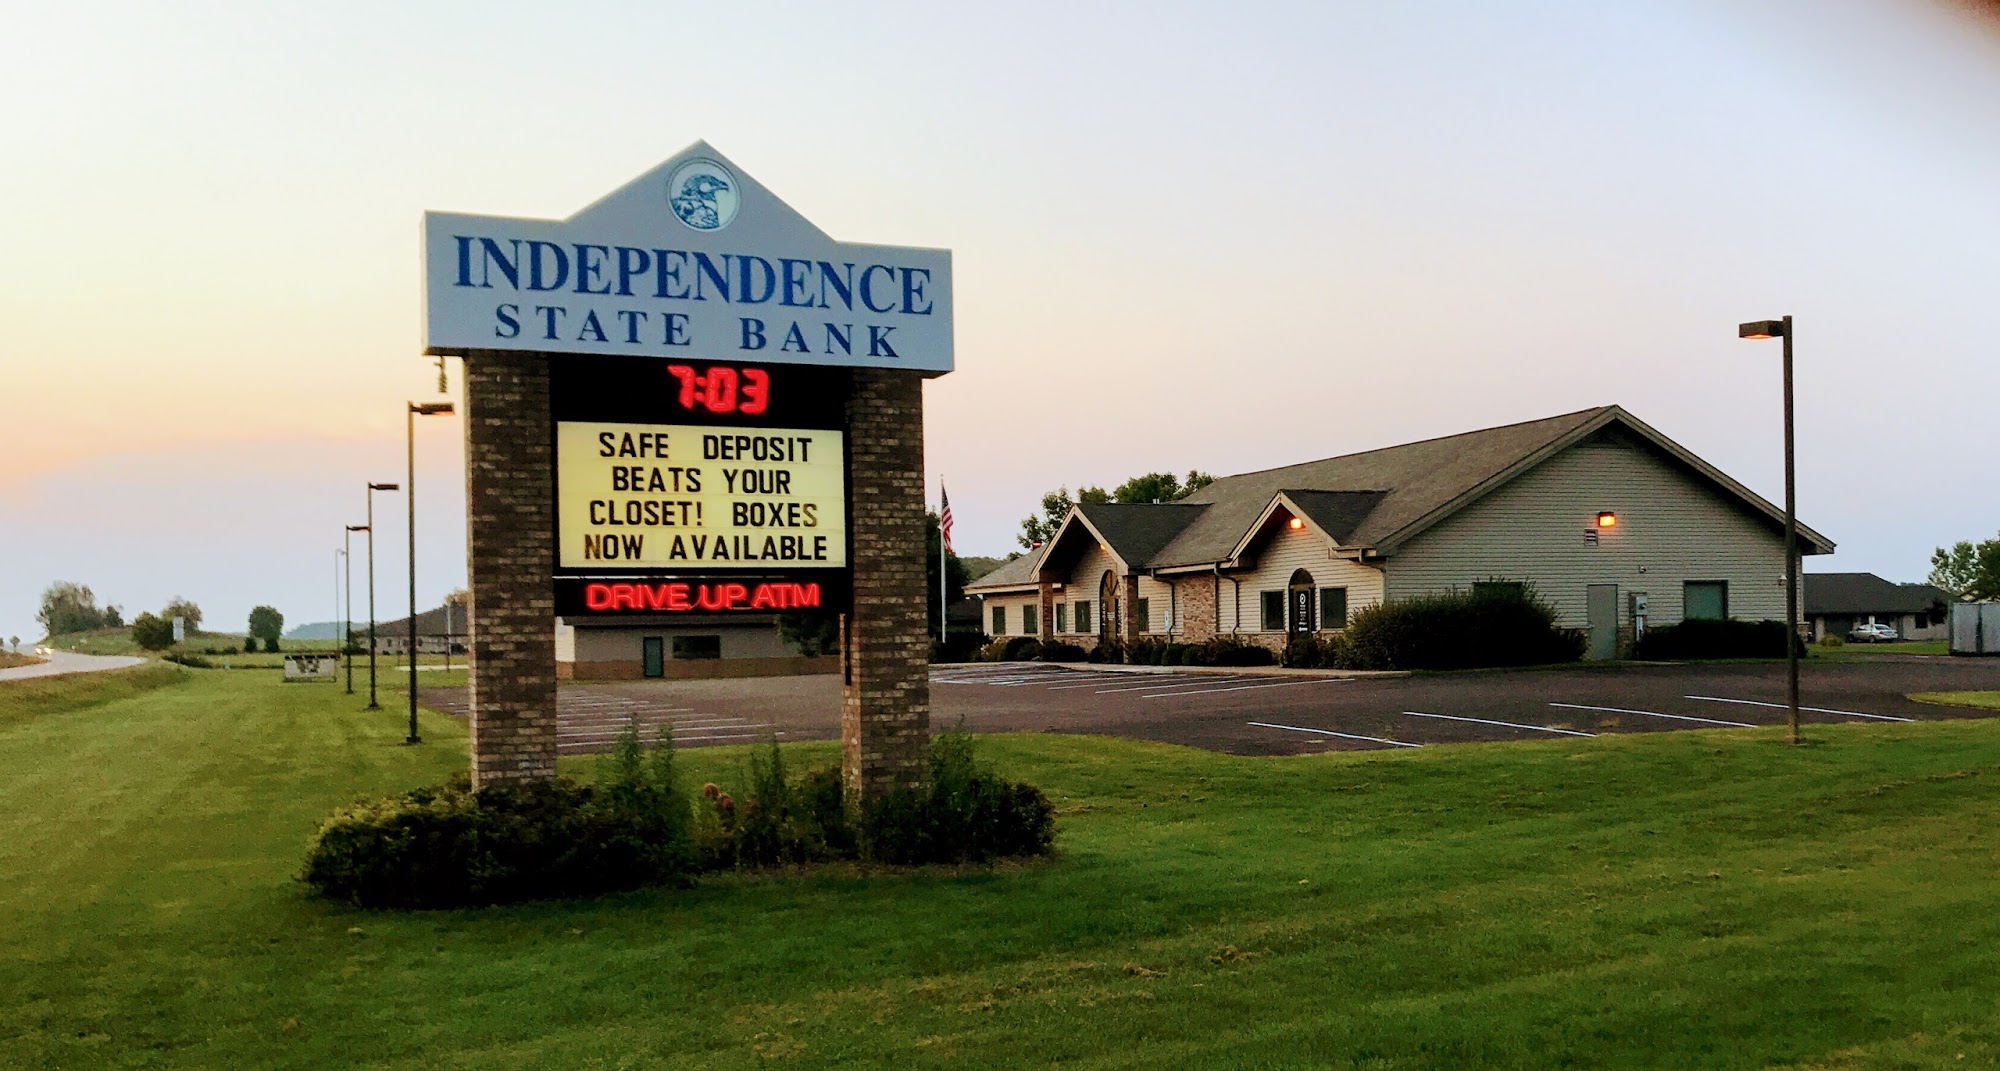 INDEPENDENCE
STATE BANK
7:03
SAFE DEPOSIT
BEATS YOUR
CLOSET! BOXES
NOW AVAILABLE
DRIVE UP ATM